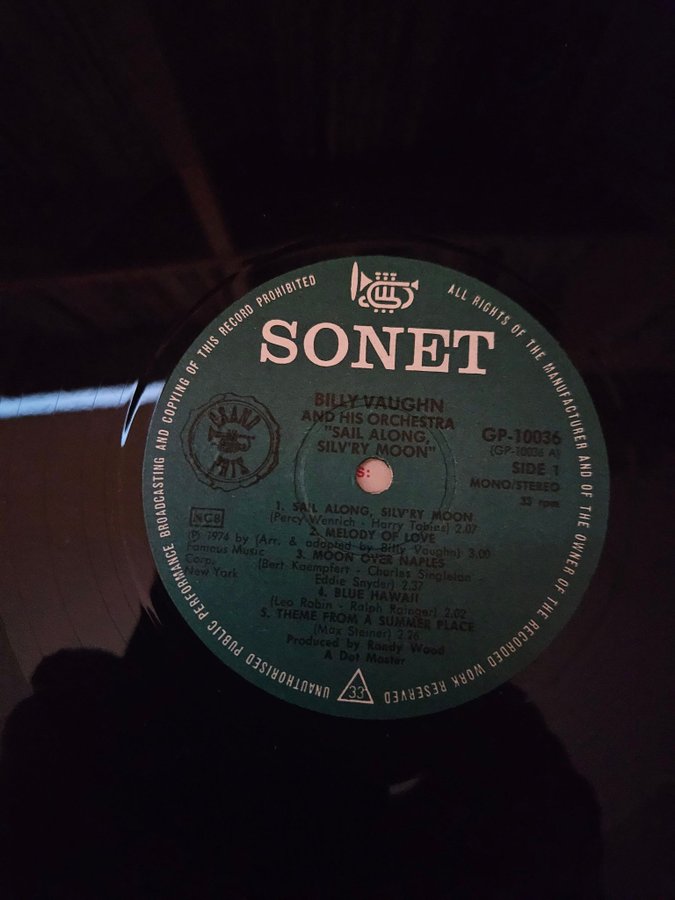 UNAUTHORISED PUBLIC PERFORMANCE BROADCASTING AND COPYING OF THIS RECORD PROHIBITED
ALL RIGHTS OF THE MANUFACTURER AND OF THE OWNER OF THE RECORDED WORK RESERVED
SONET
BILLY VAUGHN
AND HIS ORCHESTRA
"SAIL ALONG,
SILV'RY MOON"
GRAND
PRIX
GP-10036
(GP-10036 A)
SIDE 1
MONO/STEREO
33 rpm
S:
NCB
℗ 1974 by
Famous Music
Corp.
New York
1. SAIL ALONG, SILV'RY MOON
(Percy Wenrich - Harry Tobias) 2.07
2. MELODY OF LOVE
(Arr. & adapted by Billy Vaughn) 3.00
3. MOON OVER NAPLES
(Bert Kaempfert - Charles Singleton -
Eddie Snyder) 2.37
4. BLUE HAWAII
(Leo Robin - Ralph Rainger) 2.02
5. THEME FROM A SUMMER PLACE
(Max Steiner) 2.26
Produced by Randy Wood
A Dot Master
33